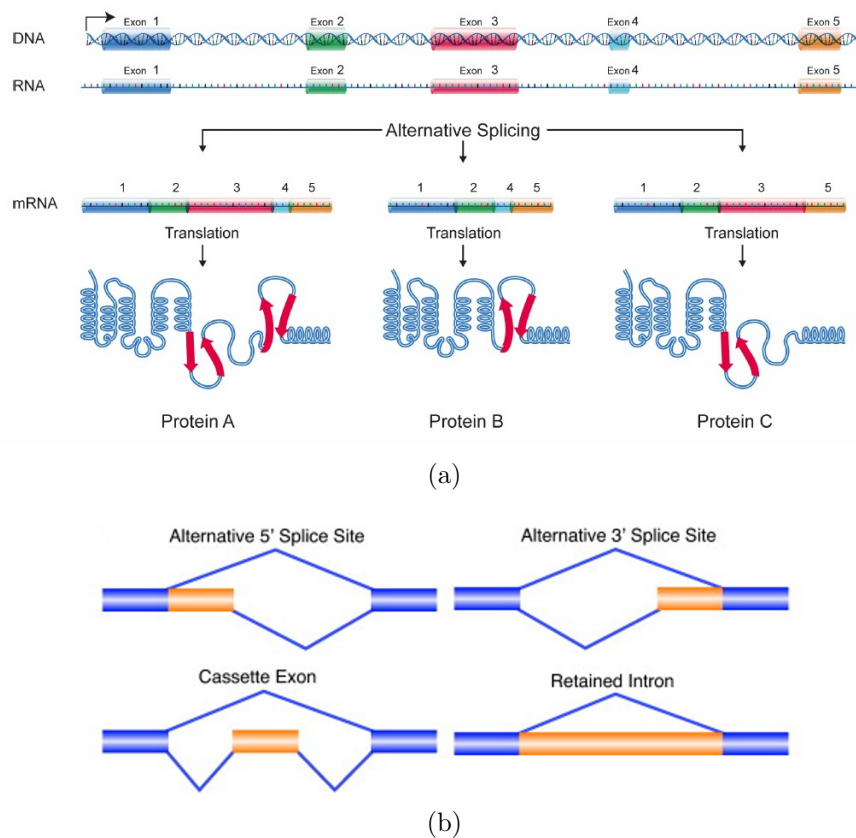 Exon 1 Exon 2 Exon 3 Exon 4 Exon 5
DNA
Exon 1 Exon 2 Exon 3 Exon 4 Exon 5
RNA
Alternative Splicing
1 2 3 4 5 1 2 4 5 1 2 3 5
mRNA
Translation Translation Translation
Protein A Protein B Protein C
(a)
Alternative 5' Splice Site Alternative 3' Splice Site
Cassette Exon Retained Intron
(b)